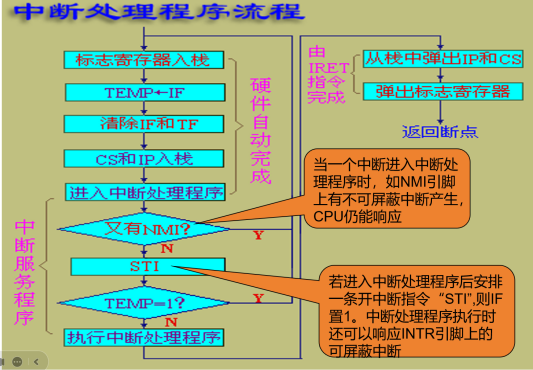 中断处理程序流程
标志寄存器入栈
TEMP←IF
清除IF和TF
CS和IP入栈
进入中断处理程序
硬件自动完成
又有NMI?
Y
N
STI
TEMP=1?
Y
N
执行中断处理程序
中断服务程序
由
IRET
指令
完成
从栈中弹出IP和CS
弹出标志寄存器
返回断点
当一个中断进入中断处
理程序时，如NMI引脚
上有不可屏蔽中断产生，
CPU仍能响应
若进入中断处理程序后安排
一条开中断指令“STI”,则IF
置1。中断处理程序执行时
还可以响应INTR引脚上的
可屏蔽中断